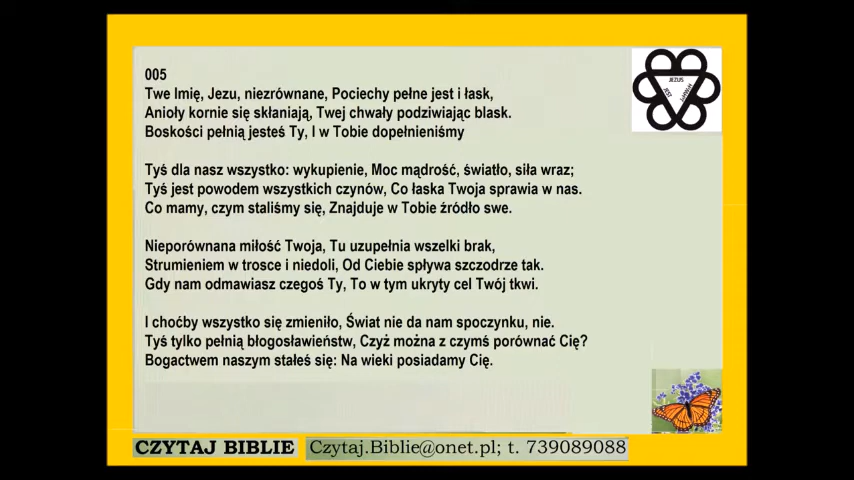 005
Twe Imię, Jezu, niezrównane, Pociechy pełne jest i łask,
Anioły kornie się skłaniają, Twej chwały podziwiając blask.
Boskości pełnią jesteś Ty, I w Tobie dopełnieniśmy
Tyś dla nasz wszystko: wykupienie, Moc mądrość, światło, siła wraz;
Tyś jest powodem wszystkich czynów, Co łaska Twoja sprawia w nas.
Co mamy, czym staliśmy się, Znajduje w Tobie źródło swe.
Nieporównana miłość Twoja, Tu uzupełnia wszelki brak,
Strumieniem w trosce i niedoli, Od Ciebie spływa szczodrze tak.
Gdy nam odmawiasz czegoś Ty, To w tym ukryty cel Twój tkwi.
I choćby wszystko się zmieniło, Świat nie da nam spoczynku, nie.
Tyś tylko pełnią błogosławieństw, Czyż można z czymś porównać Cię?
Bogactwem naszym stałeś się: Na wieki posiadamy Cię.
JEZUS
JEST
CZYTAJ BIBLIE
Czytaj.Biblie@onet.pl; t. 739089088